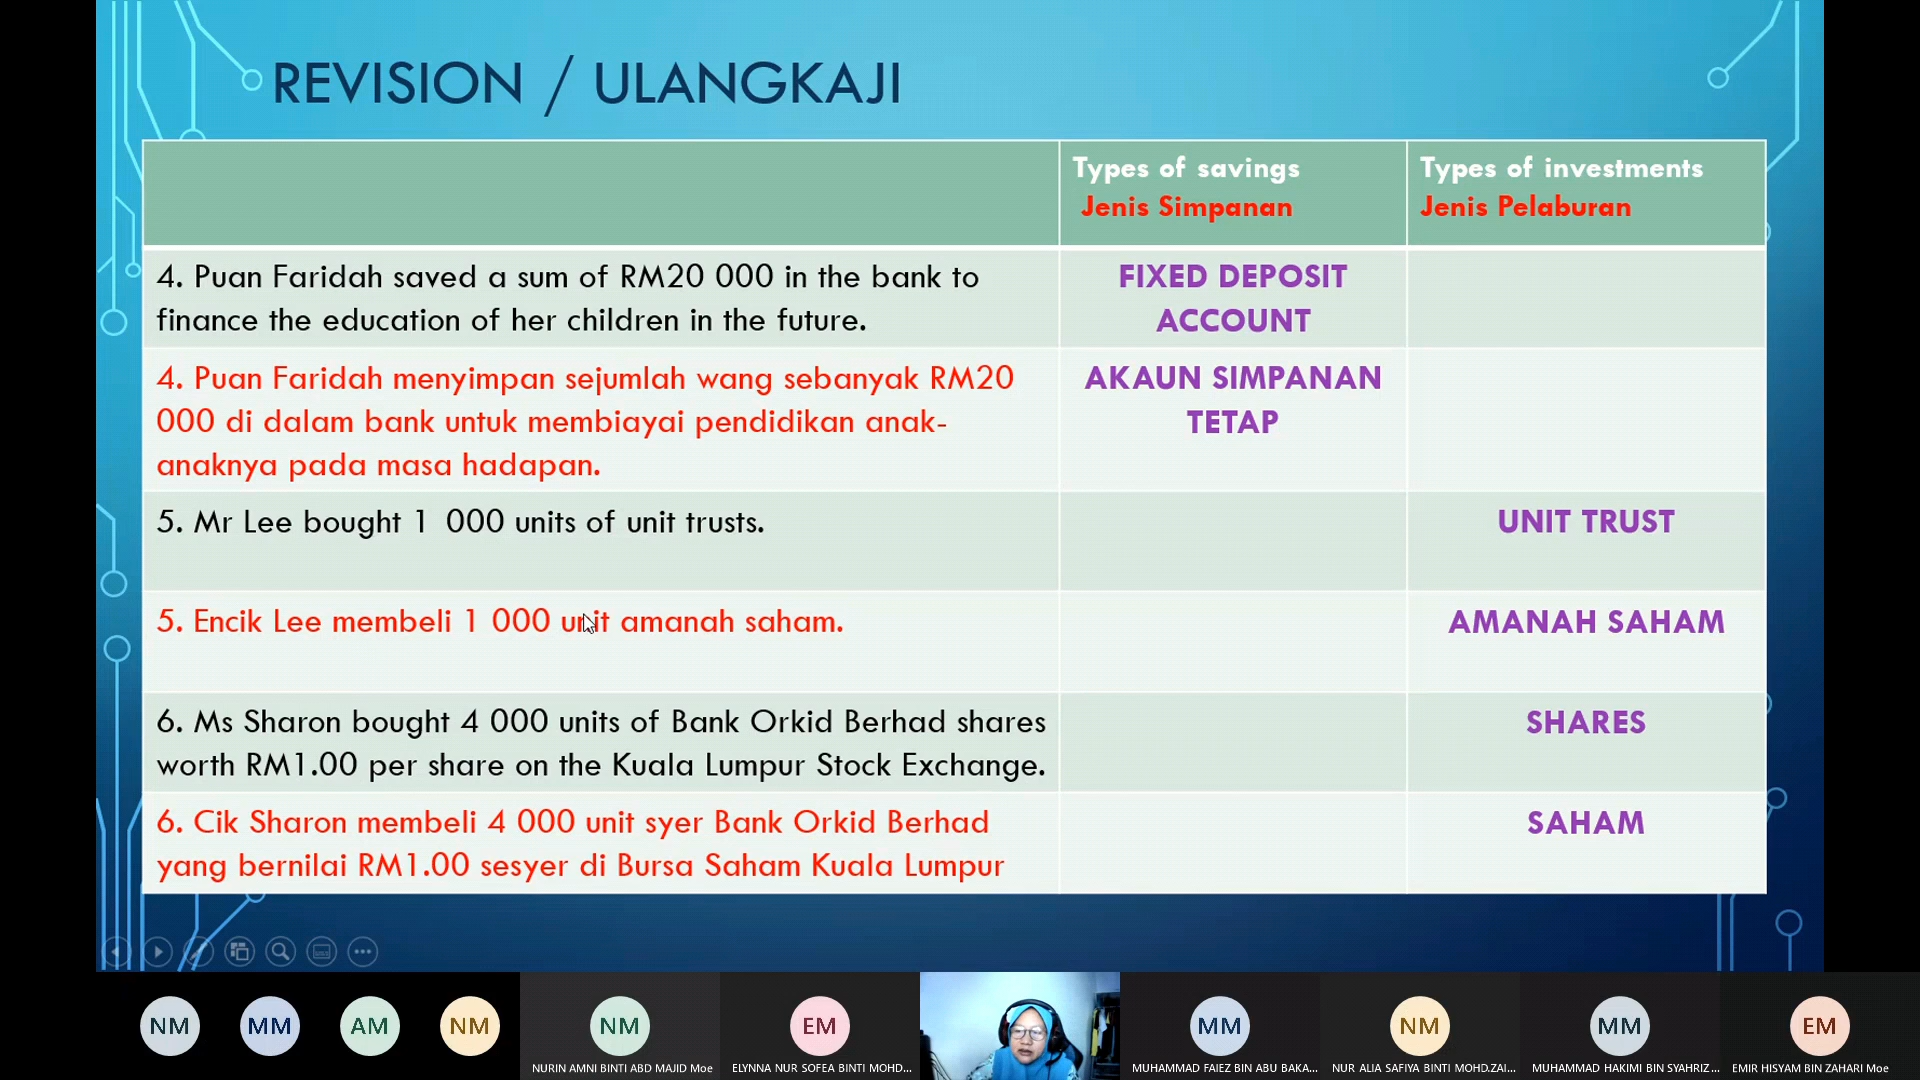 REVISION / ULANGKAJI
Types of savings
Jenis Simpanan
Types of investments
Jenis Pelaburan
4. Puan Faridah saved a sum of RM20 000 in the bank to
finance the education of her children in the future.
FIXED DEPOSIT
ACCOUNT
4. Puan Faridah menyimpan sejumlah wang sebanyak RM20
000 di dalam bank untuk membiayai pendidikan anak-
anaknya pada masa hadapan.
AKAUN SIMPANAN
TETAP
5. Mr Lee bought 1 000 units of unit trusts.
UNIT TRUST
5. Encik Lee membeli 1 000 unit amanah saham.
AMANAH SAHAM
6. Ms Sharon bought 4 000 units of Bank Orkid Berhad shares
worth RM1.00 per share on the Kuala Lumpur Stock Exchange.
SHARES
6. Cik Sharon membeli 4 000 unit syer Bank Orkid Berhad
yang bernilai RM1.00 sesyer di Bursa Saham Kuala Lumpur
SAHAM
NM
MM
AM
NM
NM
EM
MM
NM
MM
EM
NURIN AMNI BINTI ABD MAJID Moe
ELYNNA NUR SOFEA BINTI MOHD...
MUHAMMAD FAIEZ BIN ABU BAKA...
NUR ALIA SAFIYA BINTI MOHD.ZAI...
MUHAMMAD HAKIMI BIN SYAHRIZ...
EMIR HISYAM BIN ZAHARI Moe